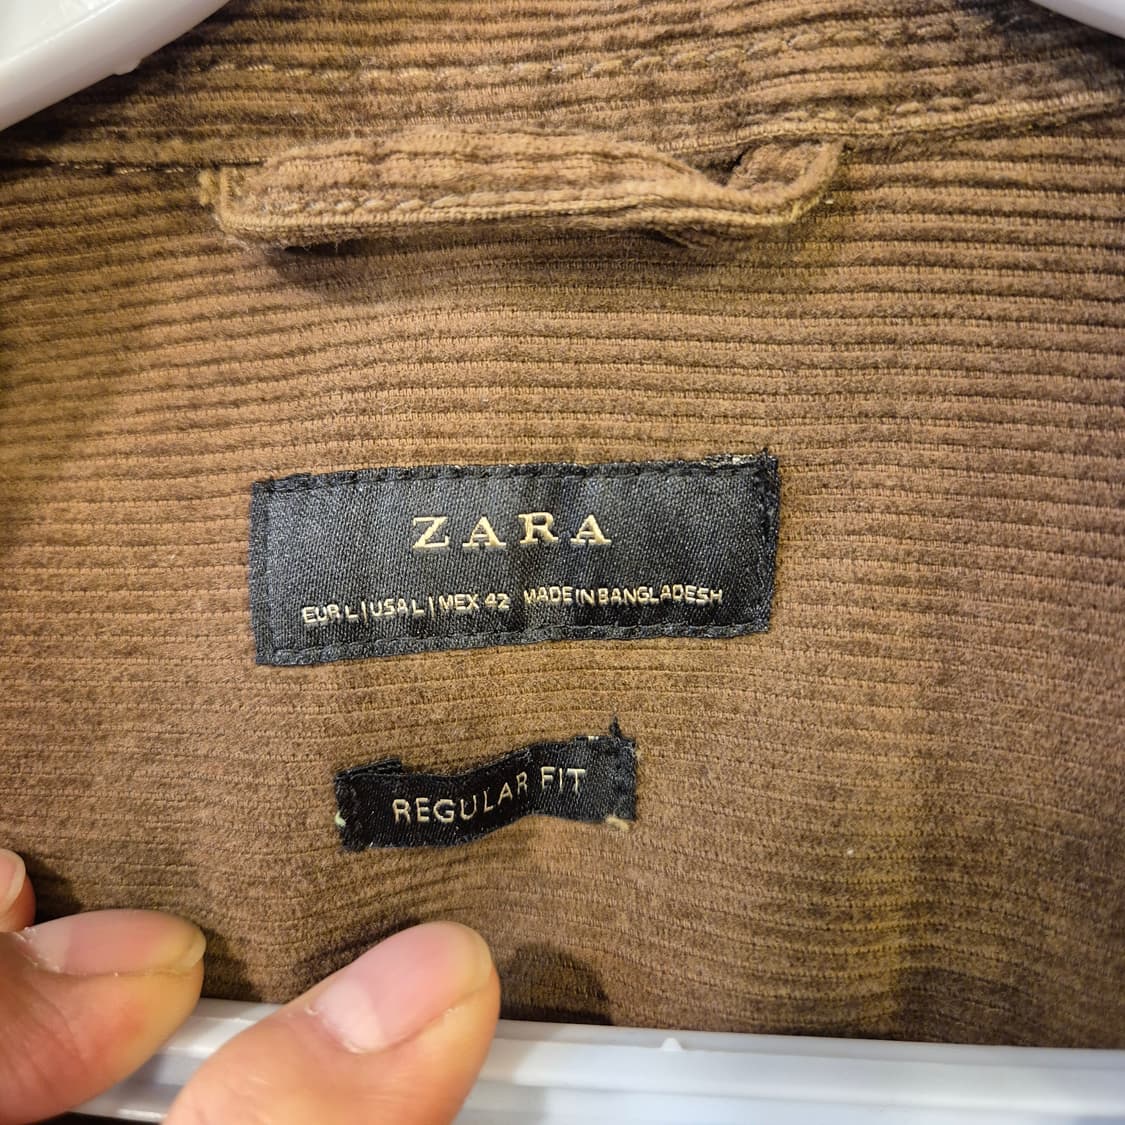 ZARA
EUR L | USA L | MEX 42 MADE IN BANGLADESH
REGULAR FIT